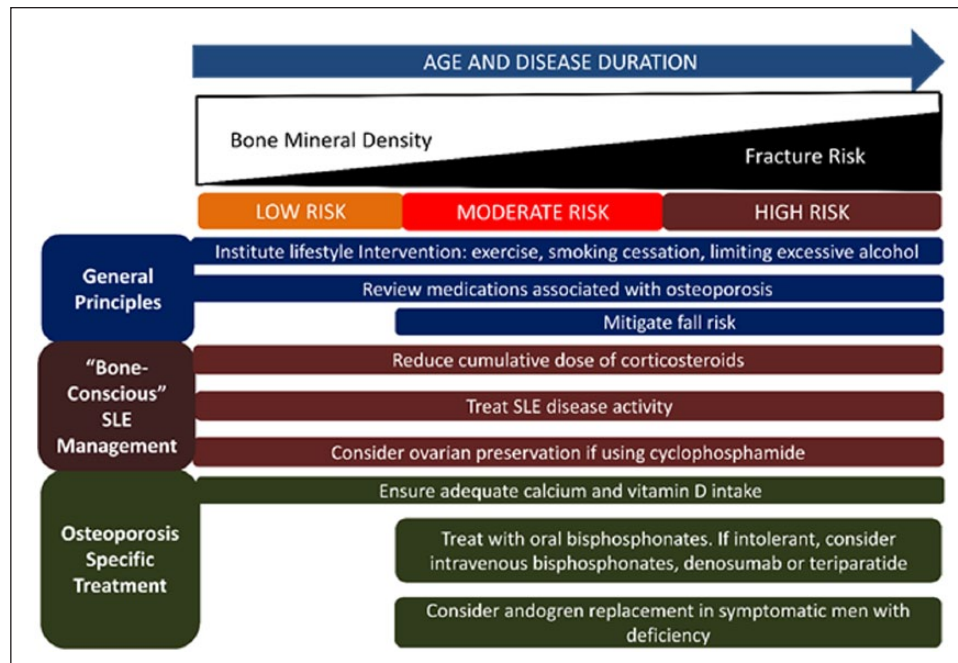 AGE AND DISEASE DURATION
Bone Mineral Density
Fracture Risk
LOW RISK
MODERATE RISK
HIGH RISK
General
Principles
Institute lifestyle Intervention: exercise, smoking cessation, limiting excessive alcohol
Review medications associated with osteoporosis
Mitigate fall risk
“Bone-
Conscious”
SLE
Management
Reduce cumulative dose of corticosteroids
Treat SLE disease activity
Consider ovarian preservation if using cyclophosphamide
Osteoporosis
Specific
Treatment
Ensure adequate calcium and vitamin D intake
Treat with oral bisphosphonates. If intolerant, consider
intravenous bisphosphonates, denosumab or teriparatide
Consider andogren replacement in symptomatic men with
deficiency